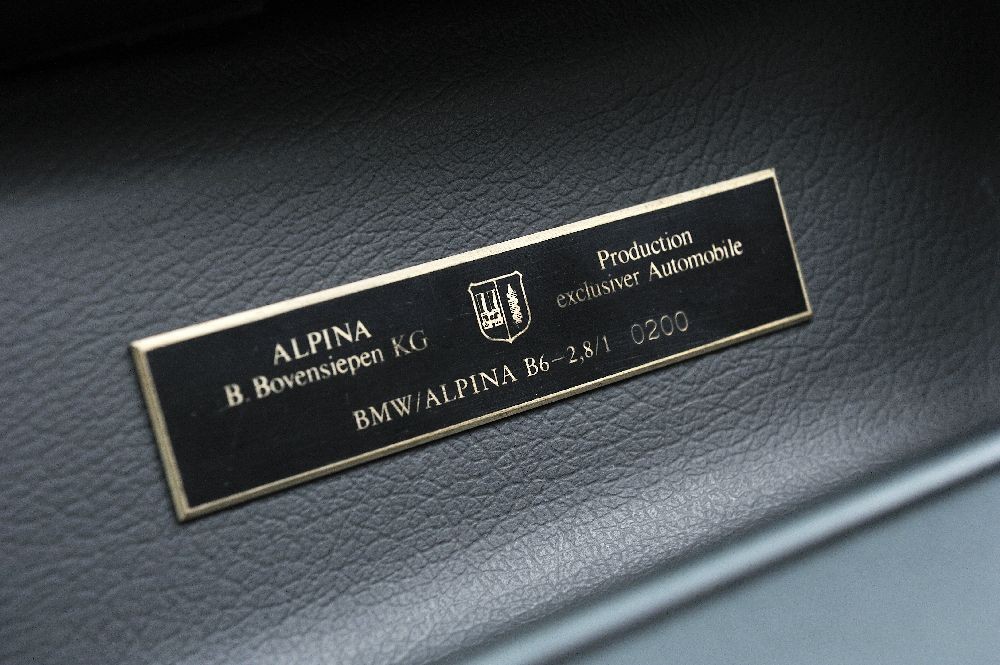 ALPINA
B. Bovensiepen KG
Production
exclusiver Automobile
BMW/ALPINA B6-2,8/1 0200